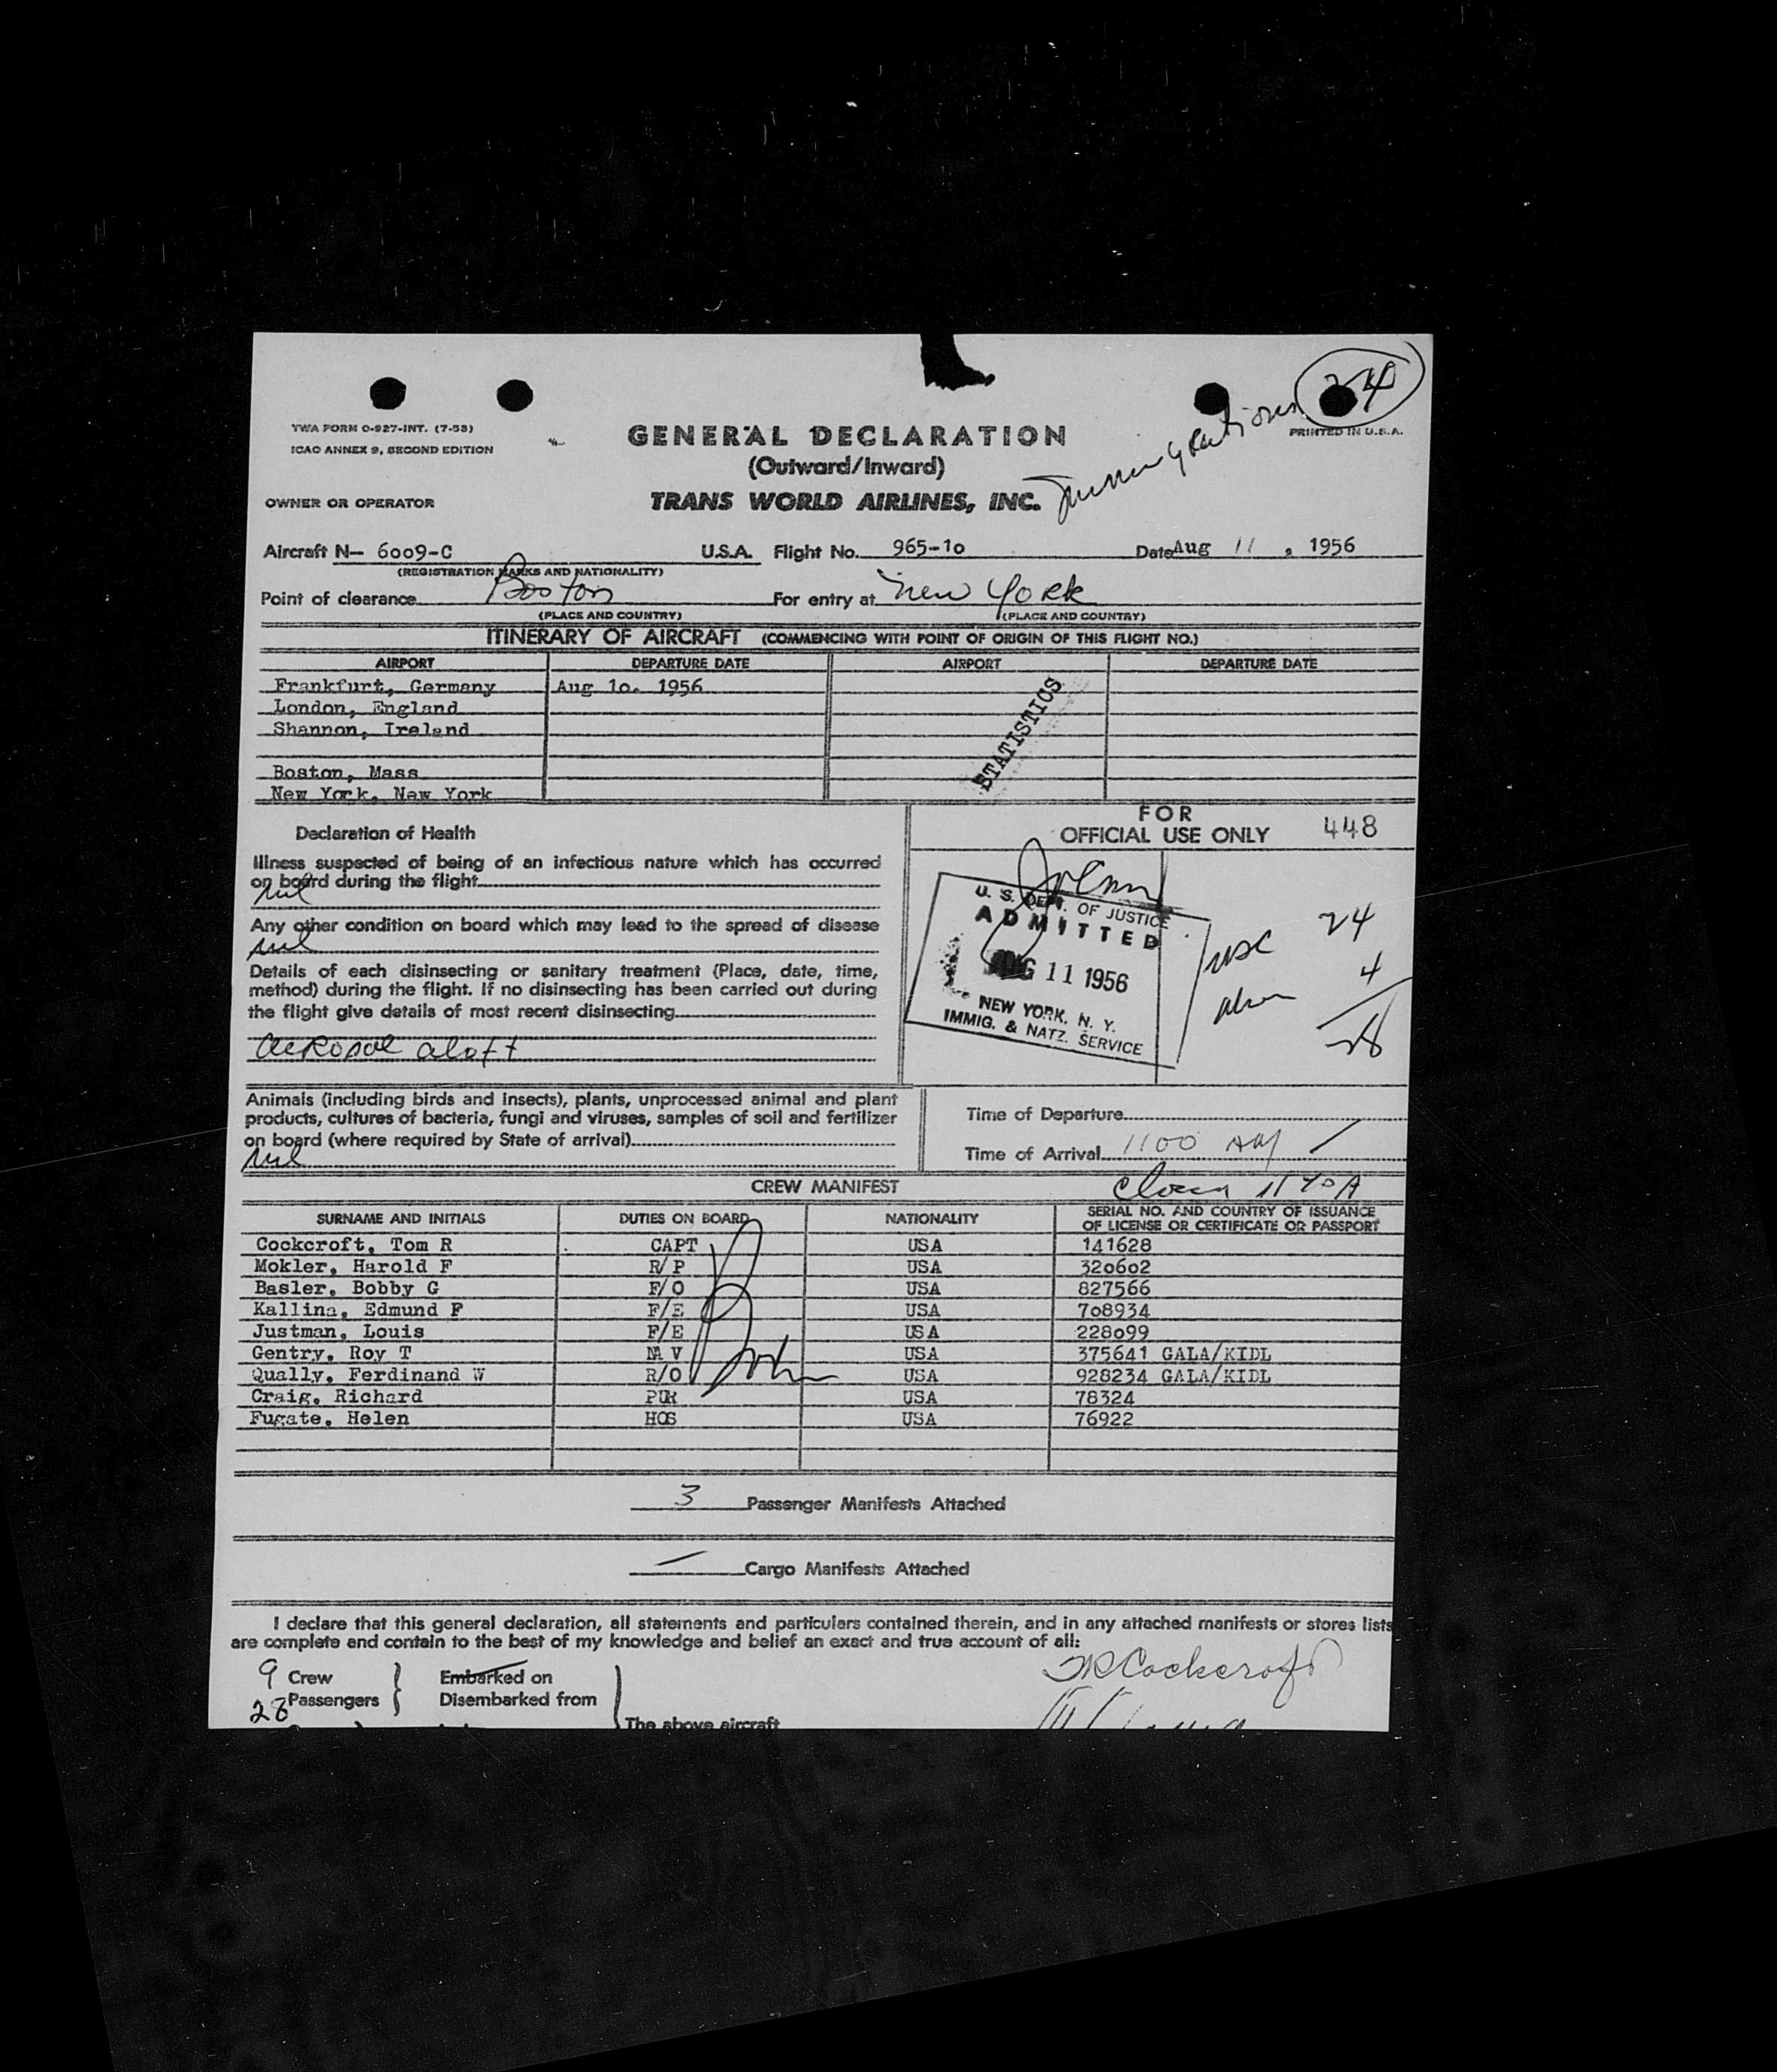 24
TWA FORM O-927-INT. (7-53)
ICAO ANNEX 9, SECOND EDITION
GENERAL DECLARATION
(Outward/Inward)
PRINTED IN U.S.A.
OWNER OR OPERATOR
TRANS WORLD AIRLINES, INC.
Immigrations
Aircraft N- 6009-C U.S.A. Flight No. 965-10 Date Aug 11, 1956
(REGISTRATION MARKS AND NATIONALITY)
Point of clearance Boston For entry at New York
(PLACE AND COUNTRY) (PLACE AND COUNTRY)
ITINERARY OF AIRCRAFT (COMMENCING WITH POINT OF ORIGIN OF THIS FLIGHT NO.)
AIRPORT DEPARTURE DATE AIRPORT DEPARTURE DATE
Frankfurt, Germany Aug 10. 1956
London, England
Shannon, Ireland
Boston, Mass
New York, New York
STATISTICS
Declaration of Health
Illness suspected of being of an infectious nature which has occurred
on board during the flight
nil
Any other condition on board which may lead to the spread of disease
nil
Details of each disinsecting or sanitary treatment (Place, date, time,
method) during the flight. If no disinsecting has been carried out during
the flight give details of most recent disinsecting
aerosol aloft
FOR
OFFICIAL USE ONLY 448
U. S. DEPT. OF JUSTICE
ADMITTED
AUG 11 1956
NEW YORK, N. Y.
IMMIG. & NATZ. SERVICE
USC 24
alien 4
28
Animals (including birds and insects), plants, unprocessed animal and plant
products, cultures of bacteria, fungi and viruses, samples of soil and fertilizer
on board (where required by State of arrival)
nil
Time of Departure
Time of Arrival 1100 AM
CREW MANIFEST
SURNAME AND INITIALS DUTIES ON BOARD NATIONALITY SERIAL NO. AND COUNTRY OF ISSUANCE
OF LICENSE OR CERTIFICATE OR PASSPORT
Cockcroft, Tom R CAPT USA 141628
Mokler, Harold F R/P USA 320602
Basler, Bobby G F/O USA 827566
Kallina, Edmund F F/E USA 708934
Justman, Louis F/E USA 228099
Gentry, Roy T NAV USA 375641 GALA/KIDL
Qually, Ferdinand W R/O USA 928234 GALA/KIDL
Craig, Richard PUR USA 78324
Fugate, Helen HOS USA 76922
3 Passenger Manifests Attached
Cargo Manifests Attached
I declare that this general declaration, all statements and particulars contained therein, and in any attached manifests or stores lists
are complete and contain to the best of my knowledge and belief an exact and true account of all:
9 Crew Embarked on
28 Passengers Disembarked from
The above aircraft
TR Cockcroft